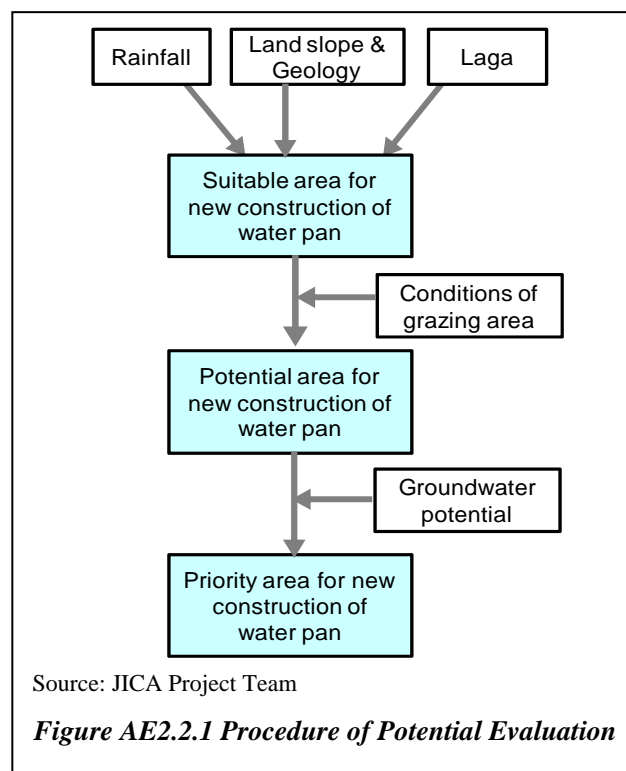 Rainfall
Land slope &
Geology
Laga
Suitable area for
new construction of
water pan
Conditions of
grazing area
Potential area for
new construction of
water pan
Groundwater
potential
Priority area for new
construction of
water pan
Source: JICA Project Team
Figure AE2.2.1 Procedure of Potential Evaluation